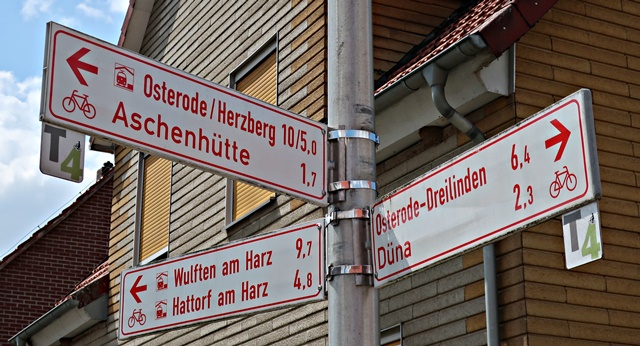 Osterode/Herzberg 10/5,0
Aschenhütte 1,7
T4
Osterode-Dreilinden 6,4
Düna 2,3
T4
Wulften am Harz 9,7
Hattorf am Harz 4,8